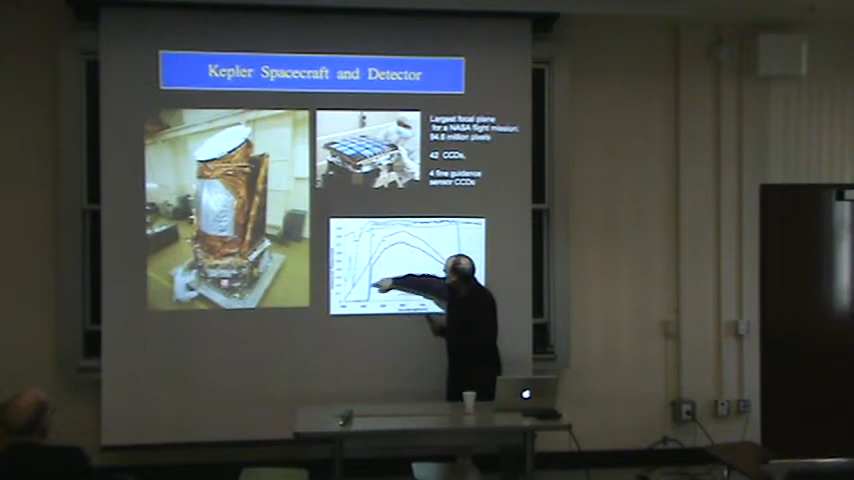 Kepler Spacecraft and Detector
Largest focal plane
for a NASA flight mission:
94.6 million pixels
42 CCDs,
4 fine guidance
sensor CCDs